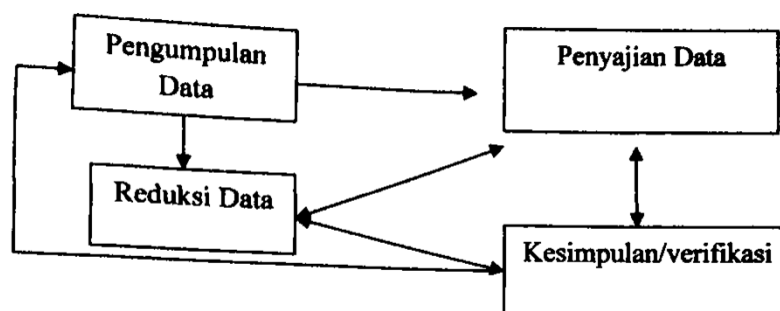 Pengumpulan
Data
Penyajian Data
Reduksi Data
Kesimpulan/verifikasi